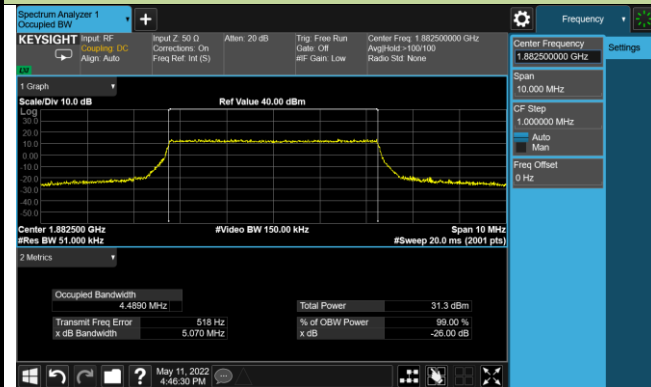 Spectrum Analyzer 1
Occupied BW
+
Frequency
KEYSIGHT
Input: RF
Coupling: DC
Align: Auto
Input Z: 50 Ω
Corrections: On
Freq Ref: Int (S)
Atten: 20 dB
Trig: Free Run
Gate: Off
#IF Gain: Low
Center Freq: 1.882500000 GHz
Avg|Hold:>100/100
Radio Std: None
Center Frequency
1.882500000 GHz
Settings
Span
10.000 MHz
CF Step
1.000000 MHz
Auto
Man
Freq Offset
0 Hz
1 Graph
Scale/Div 10.0 dB
Ref Value 40.00 dBm
Log
30.0
20.0
10.0
0.00
-10.0
-20.0
-30.0
-40.0
-50.0
Center 1.882500 GHz
#Video BW 150.00 kHz
Span 10 MHz
#Res BW 51.000 kHz
#Sweep 20.0 ms (2001 pts)
2 Metrics
Occupied Bandwidth
4.4890 MHz
Total Power
31.3 dBm
Transmit Freq Error
518 Hz
% of OBW Power
99.00 %
x dB Bandwidth
5.070 MHz
x dB
-26.00 dB
?
May 11, 2022
4:46:30 PM